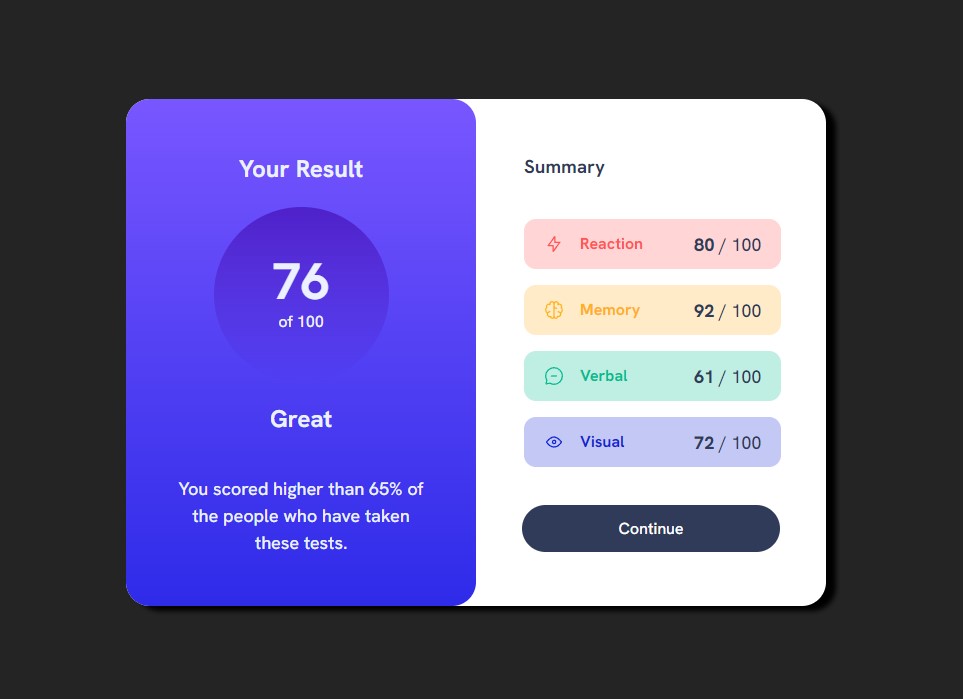 Your Result
76
of 100
Great
You scored higher than 65% of
the people who have taken
these tests.
Summary
Reaction 80 / 100
Memory 92 / 100
Verbal 61 / 100
Visual 72 / 100
Continue